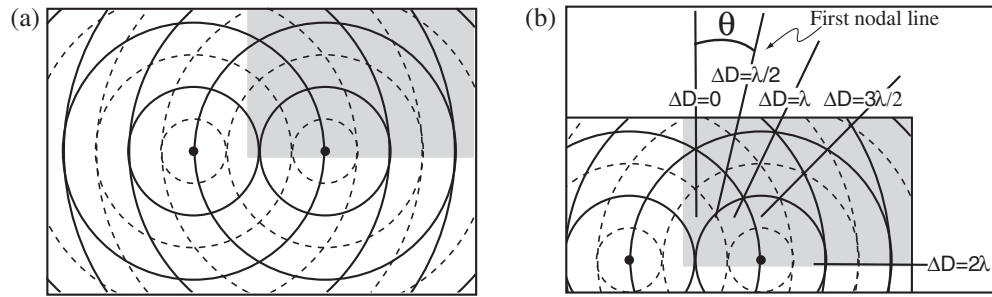 (a)
(b)
θ
First nodal line
ΔD=λ/2
ΔD=0
ΔD=λ
ΔD=3λ/2
ΔD=2λ